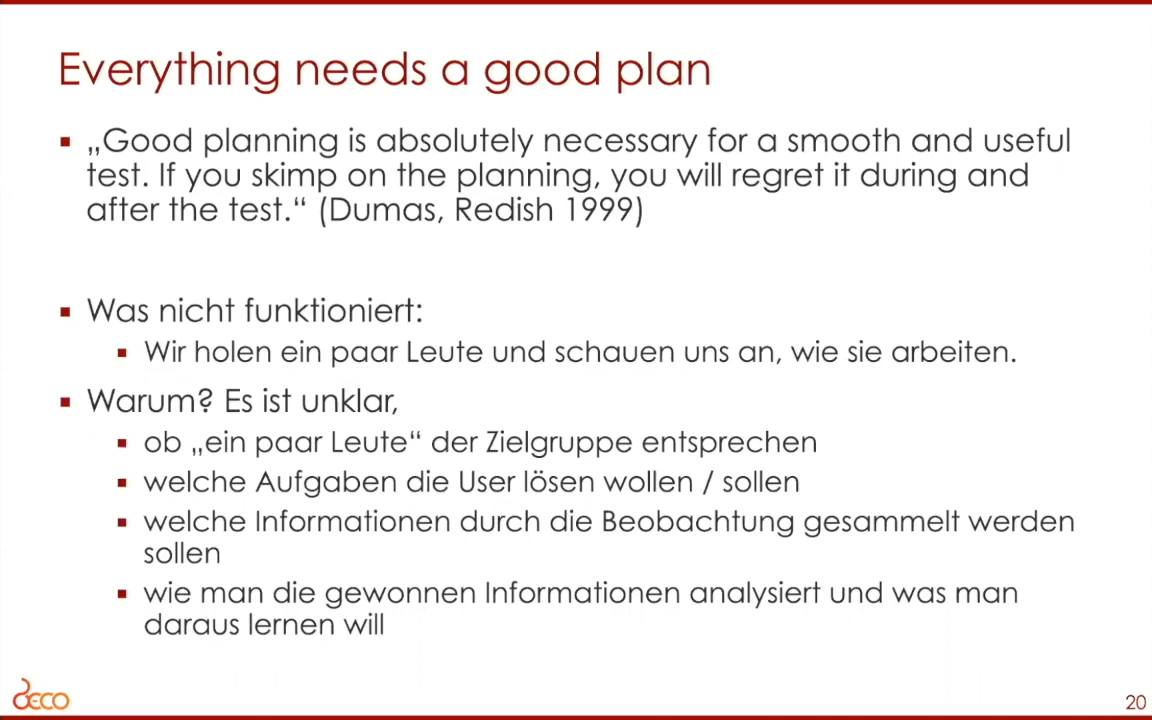 Everything needs a good plan
▪ „Good planning is absolutely necessary for a smooth and useful
test. If you skimp on the planning, you will regret it during and
after the test.“ (Dumas, Redish 1999)
▪ Was nicht funktioniert:
▪ Wir holen ein paar Leute und schauen uns an, wie sie arbeiten.
▪ Warum? Es ist unklar,
▪ ob „ein paar Leute“ der Zielgruppe entsprechen
▪ welche Aufgaben die User lösen wollen / sollen
▪ welche Informationen durch die Beobachtung gesammelt werden
sollen
▪ wie man die gewonnen Informationen analysiert und was man
daraus lernen will
DECO
20